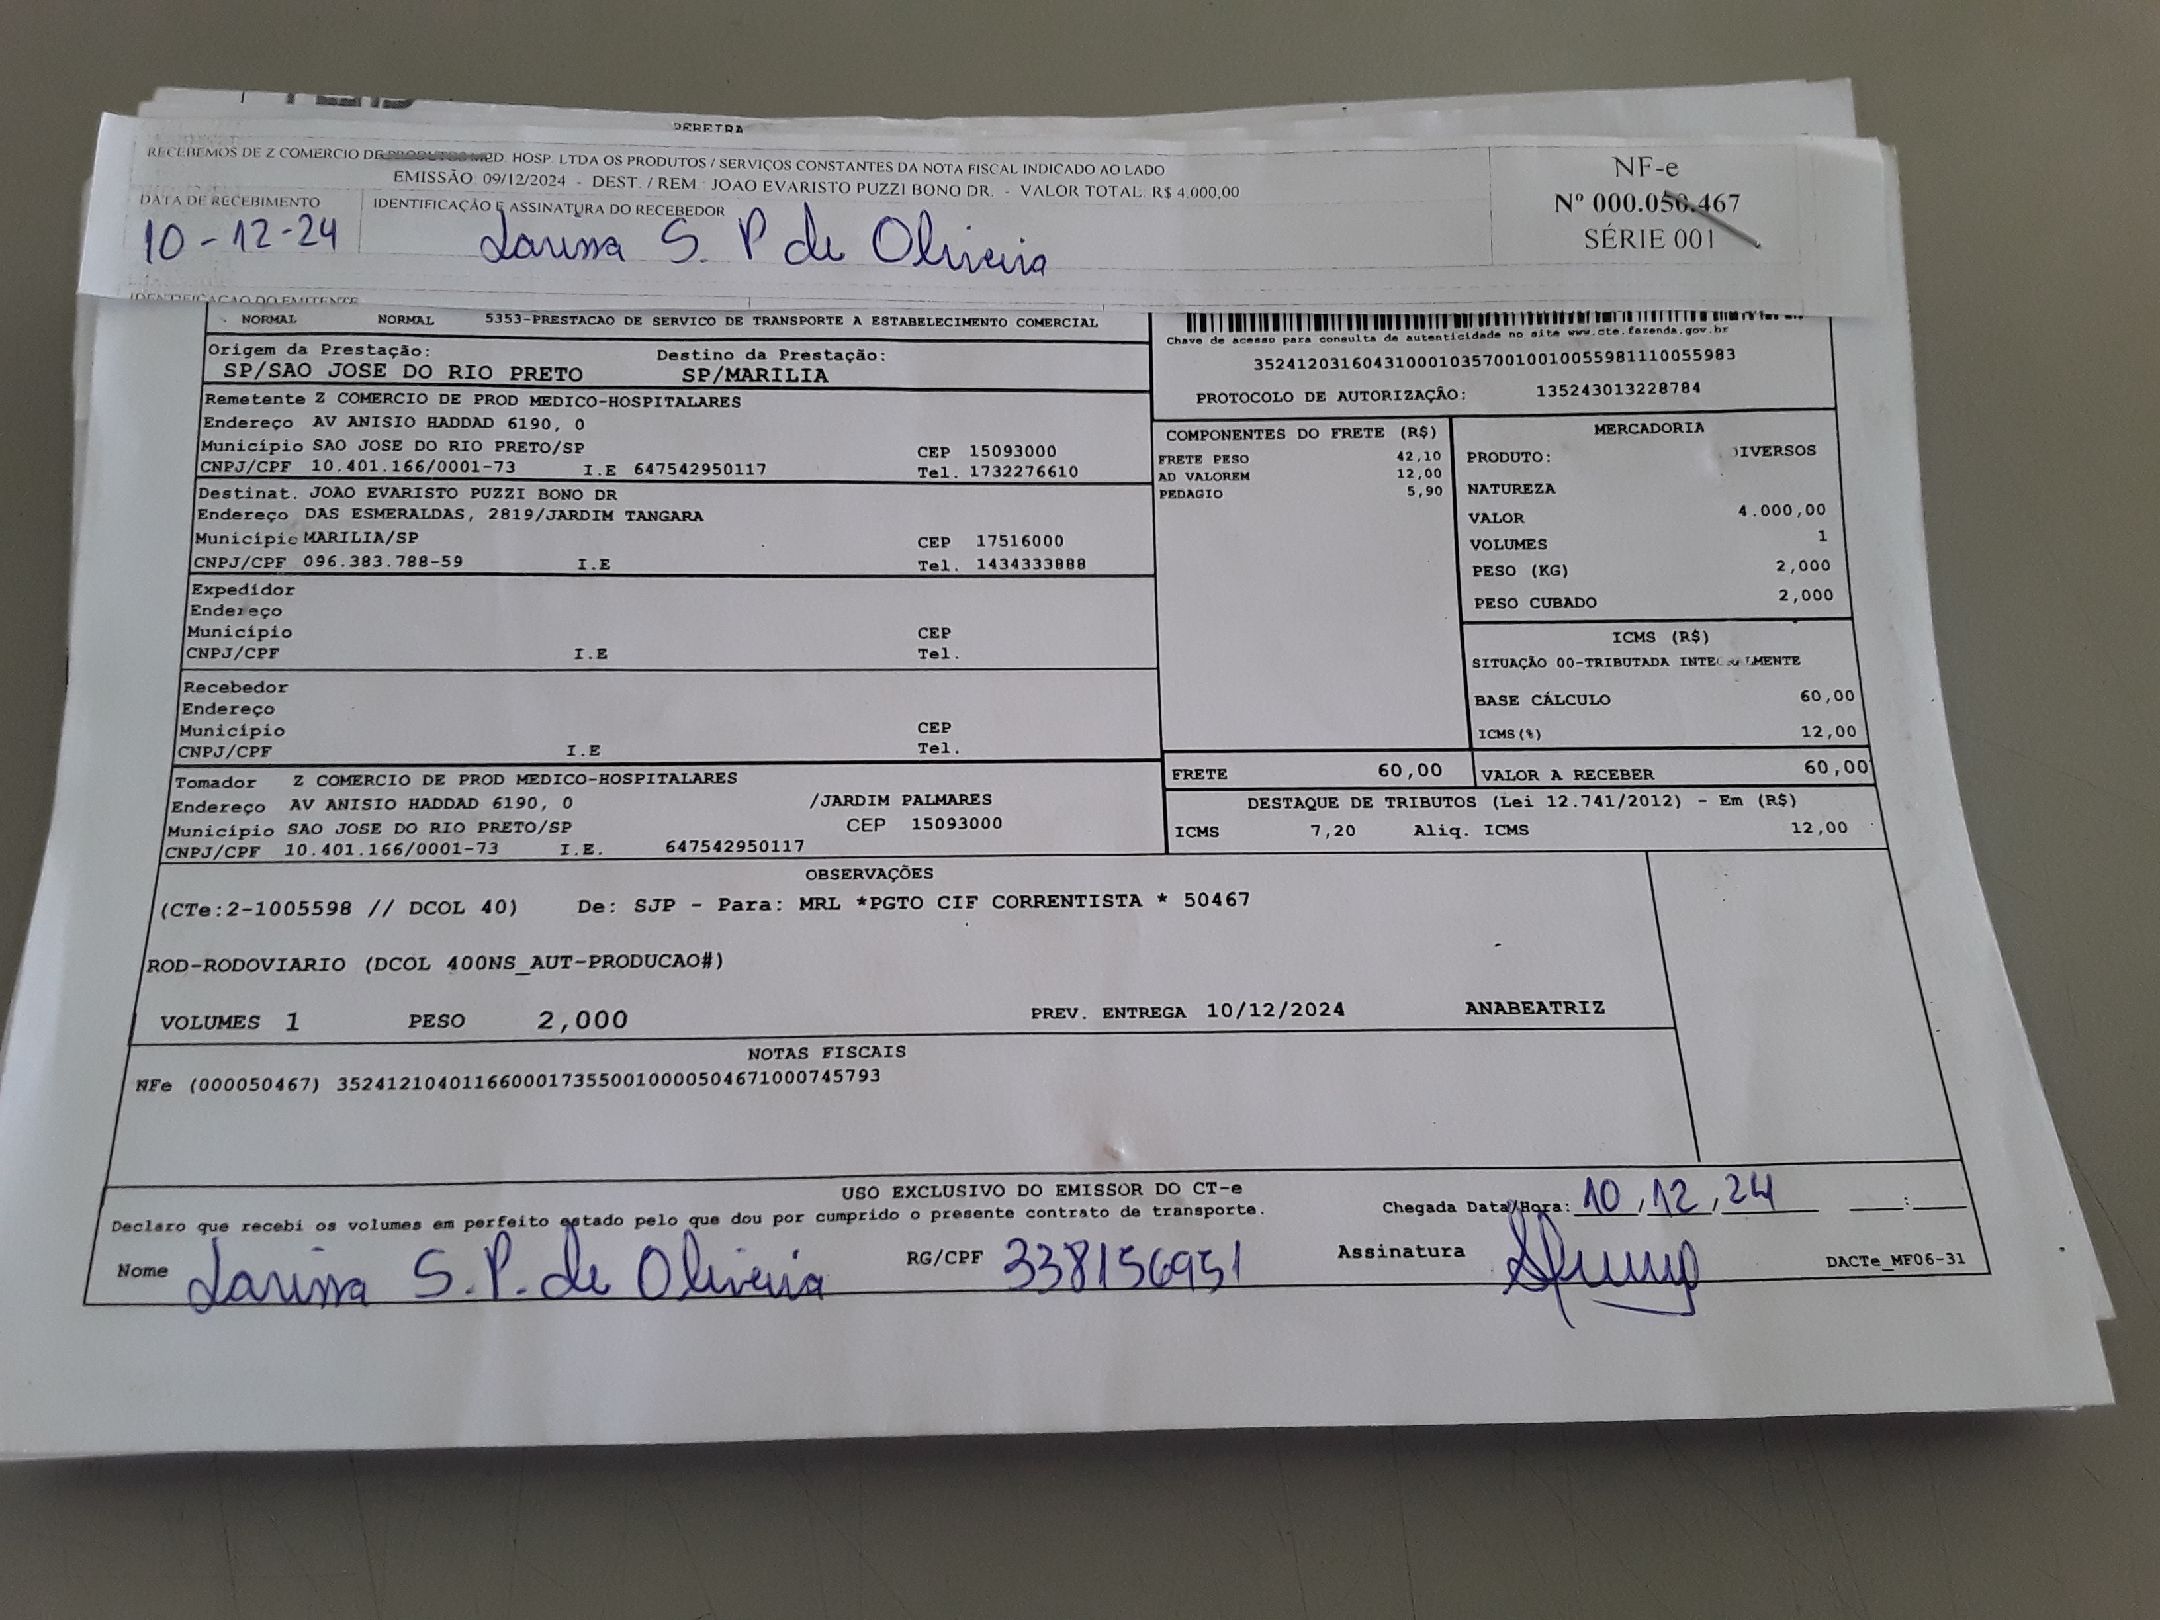 RECEBEMOS DE Z COMERCIO DE PRODUTOS MED. HOSP. LTDA OS PRODUTOS / SERVIÇOS CONSTANTES DA NOTA FISCAL INDICADO AO LADO
EMISSÃO: 09/12/2024 - DEST. / REM.: JOAO EVARISTO PUZZI BONO DR. - VALOR TOTAL: R$ 4.000,00
NF-e
Nº 000.050.467
SÉRIE 001
DATA DE RECEBIMENTO IDENTIFICAÇÃO E ASSINATURA DO RECEBEDOR
10-12-24 Larissa S. P de Oliveira
IDENTIFICAÇÃO DO EMITENTE
NORMAL NORMAL 5353-PRESTACAO DE SERVICO DE TRANSPORTE A ESTABELECIMENTO COMERCIAL
Chave de acesso para consulta de autenticidade no site www.cte.fazenda.gov.br
35241203160431000103570010010055981110055983
PROTOCOLO DE AUTORIZAÇÃO: 135243013228784
Origem da Prestação: Destino da Prestação:
SP/SAO JOSE DO RIO PRETO SP/MARILIA
Remetente Z COMERCIO DE PROD MEDICO-HOSPITALARES
Endereço AV ANISIO HADDAD 6190, 0
Município SAO JOSE DO RIO PRETO/SP CEP 15093000
CNPJ/CPF 10.401.166/0001-73 I.E 647542950117 Tel. 1732276610
Destinat. JOAO EVARISTO PUZZI BONO DR
Endereço DAS ESMERALDAS, 2819/JARDIM TANGARA
Município MARILIA/SP CEP 17516000
CNPJ/CPF 096.383.788-59 I.E Tel. 1434333888
Expedidor
Endereço
Município CEP
CNPJ/CPF I.E Tel.
Recebedor
Endereço
Município CEP
CNPJ/CPF I.E Tel.
Tomador Z COMERCIO DE PROD MEDICO-HOSPITALARES
Endereço AV ANISIO HADDAD 6190, 0 /JARDIM PALMARES
Município SAO JOSE DO RIO PRETO/SP CEP 15093000
CNPJ/CPF 10.401.166/0001-73 I.E. 647542950117
COMPONENTES DO FRETE (R$)
FRETE PESO 42,10
AD VALOREM 12,00
PEDAGIO 5,90
MERCADORIA
PRODUTO: DIVERSOS
NATUREZA
VALOR 4.000,00
VOLUMES 1
PESO (KG) 2,000
PESO CUBADO 2,000
ICMS (R$)
SITUAÇÃO 00-TRIBUTADA INTEGRALMENTE
BASE CÁLCULO 60,00
ICMS(%) 12,00
FRETE 60,00 VALOR A RECEBER 60,00
DESTAQUE DE TRIBUTOS (Lei 12.741/2012) - Em (R$)
ICMS 7,20 Aliq. ICMS 12,00
OBSERVAÇÕES
(CTe:2-1005598 // DCOL 40) De: SJP - Para: MRL *PGTO CIF CORRENTISTA * 50467
ROD-RODOVIARIO (DCOL 400NS_AUT-PRODUCAO#)
VOLUMES 1 PESO 2,000 PREV. ENTREGA 10/12/2024 ANABEATRIZ
NOTAS FISCAIS
NFe (000050467) 35241210401166000173550010000504671000745793
USO EXCLUSIVO DO EMISSOR DO CT-e
Declaro que recebi os volumes em perfeito estado pelo que dou por cumprido o presente contrato de transporte.
Chegada Data/Hora: 10/12/24 :
Nome Larissa S. P. de Oliveira RG/CPF 338156951 Assinatura
DACTe_MF06-31